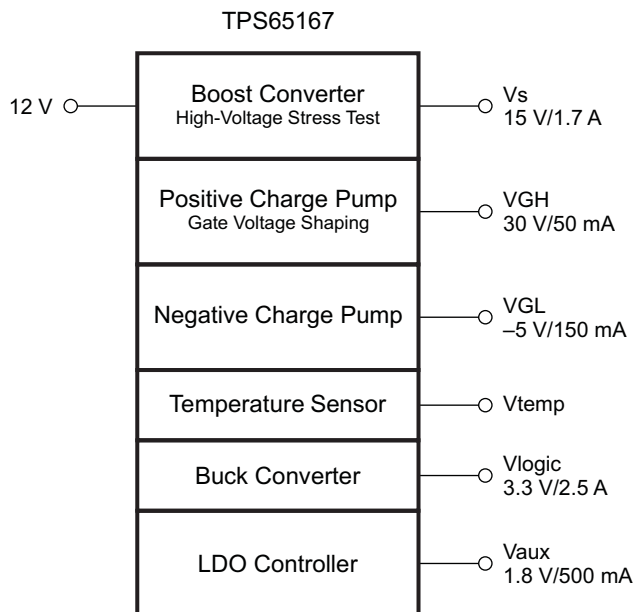 TPS65167
12 V
Boost Converter
High-Voltage Stress Test
Vs
15 V/1.7 A
Positive Charge Pump
Gate Voltage Shaping
VGH
30 V/50 mA
Negative Charge Pump
VGL
–5 V/150 mA
Temperature Sensor
Vtemp
Buck Converter
Vlogic
3.3 V/2.5 A
LDO Controller
Vaux
1.8 V/500 mA